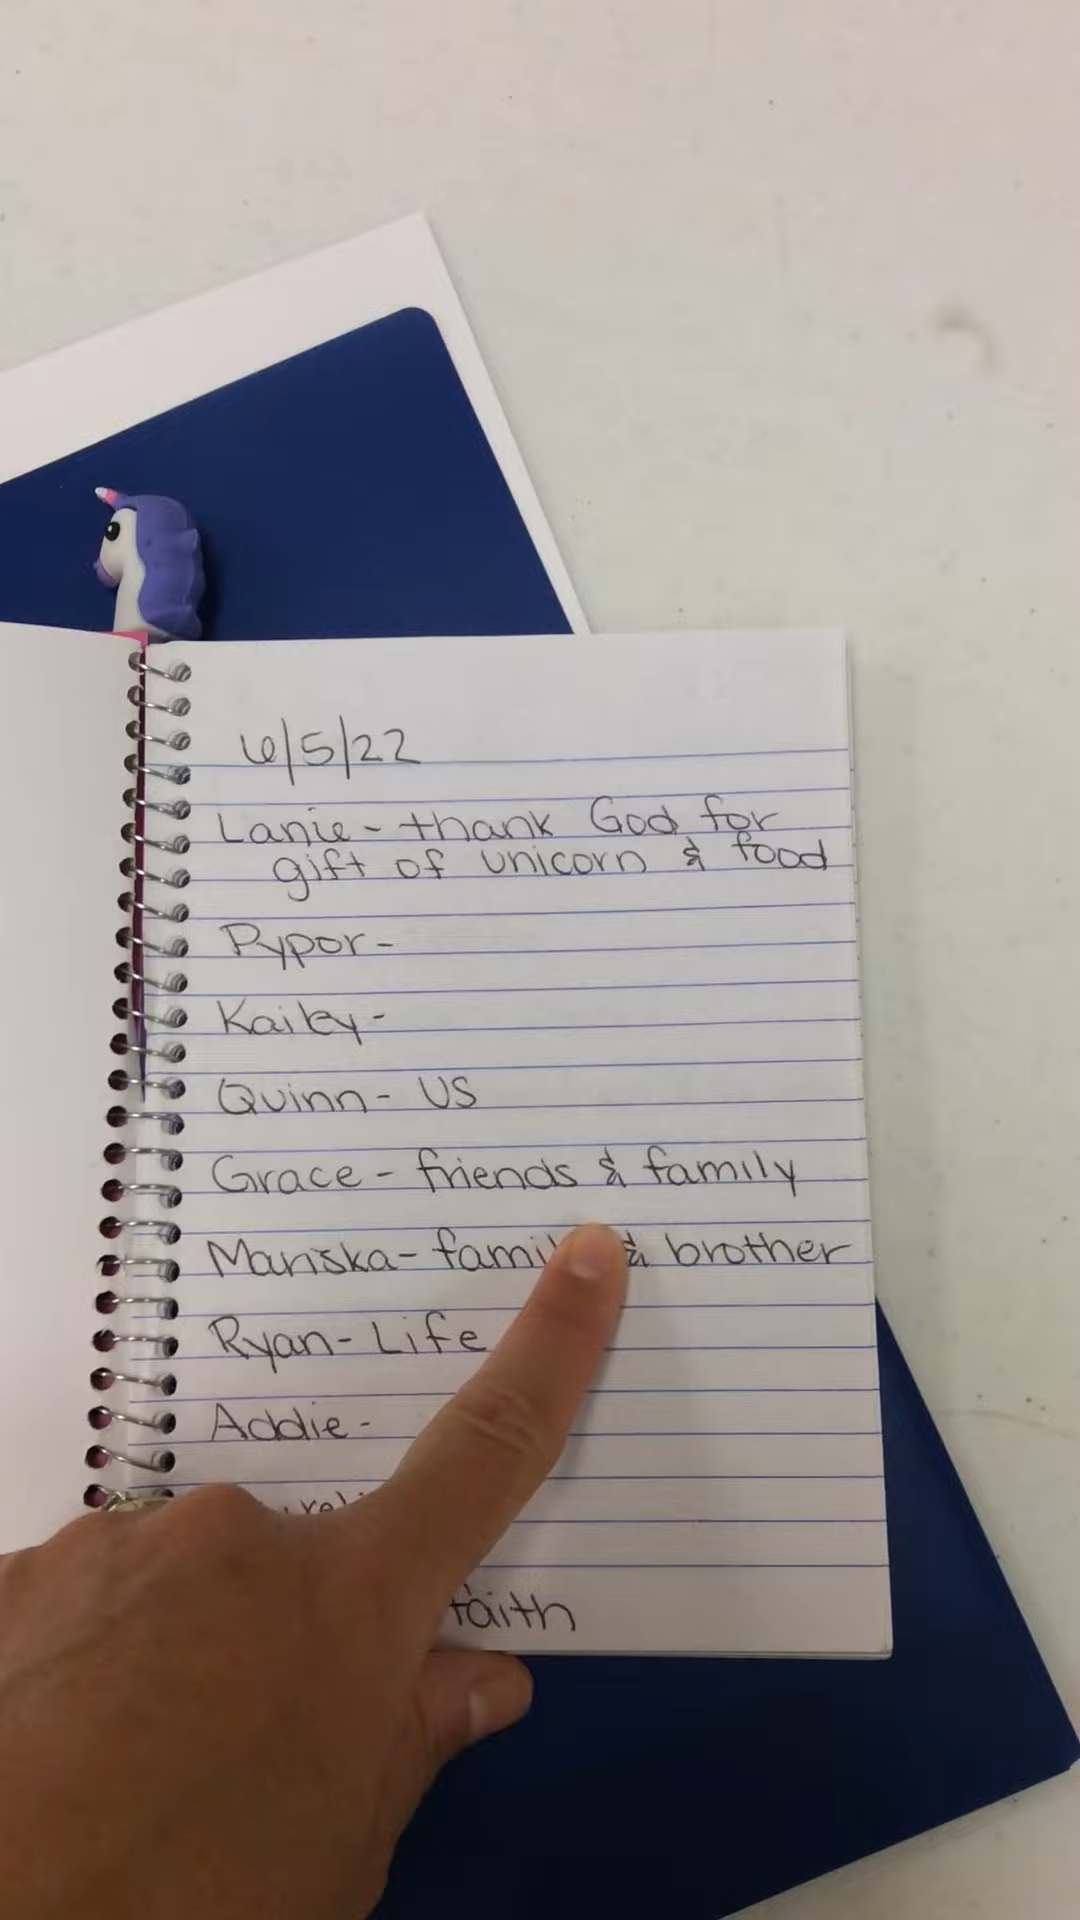 6/5/22
Lanie - thank God for
gift of unicorn & food
Pypor -
Kailey -
Quinn - US
Grace - friends & family
Mariska - family & brother
Ryan - Life
Addie -
faith